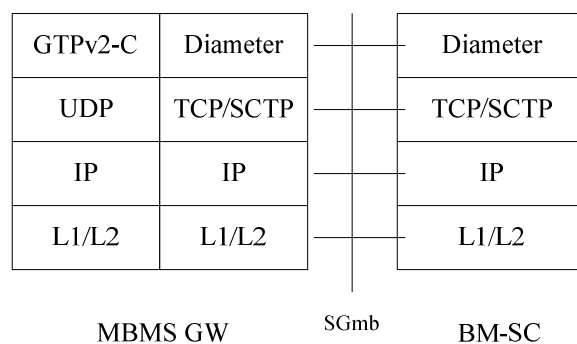 GTPv2-C Diameter Diameter
UDP TCP/SCTP TCP/SCTP
IP IP IP
L1/L2 L1/L2 L1/L2
MBMS GW SGmb BM-SC